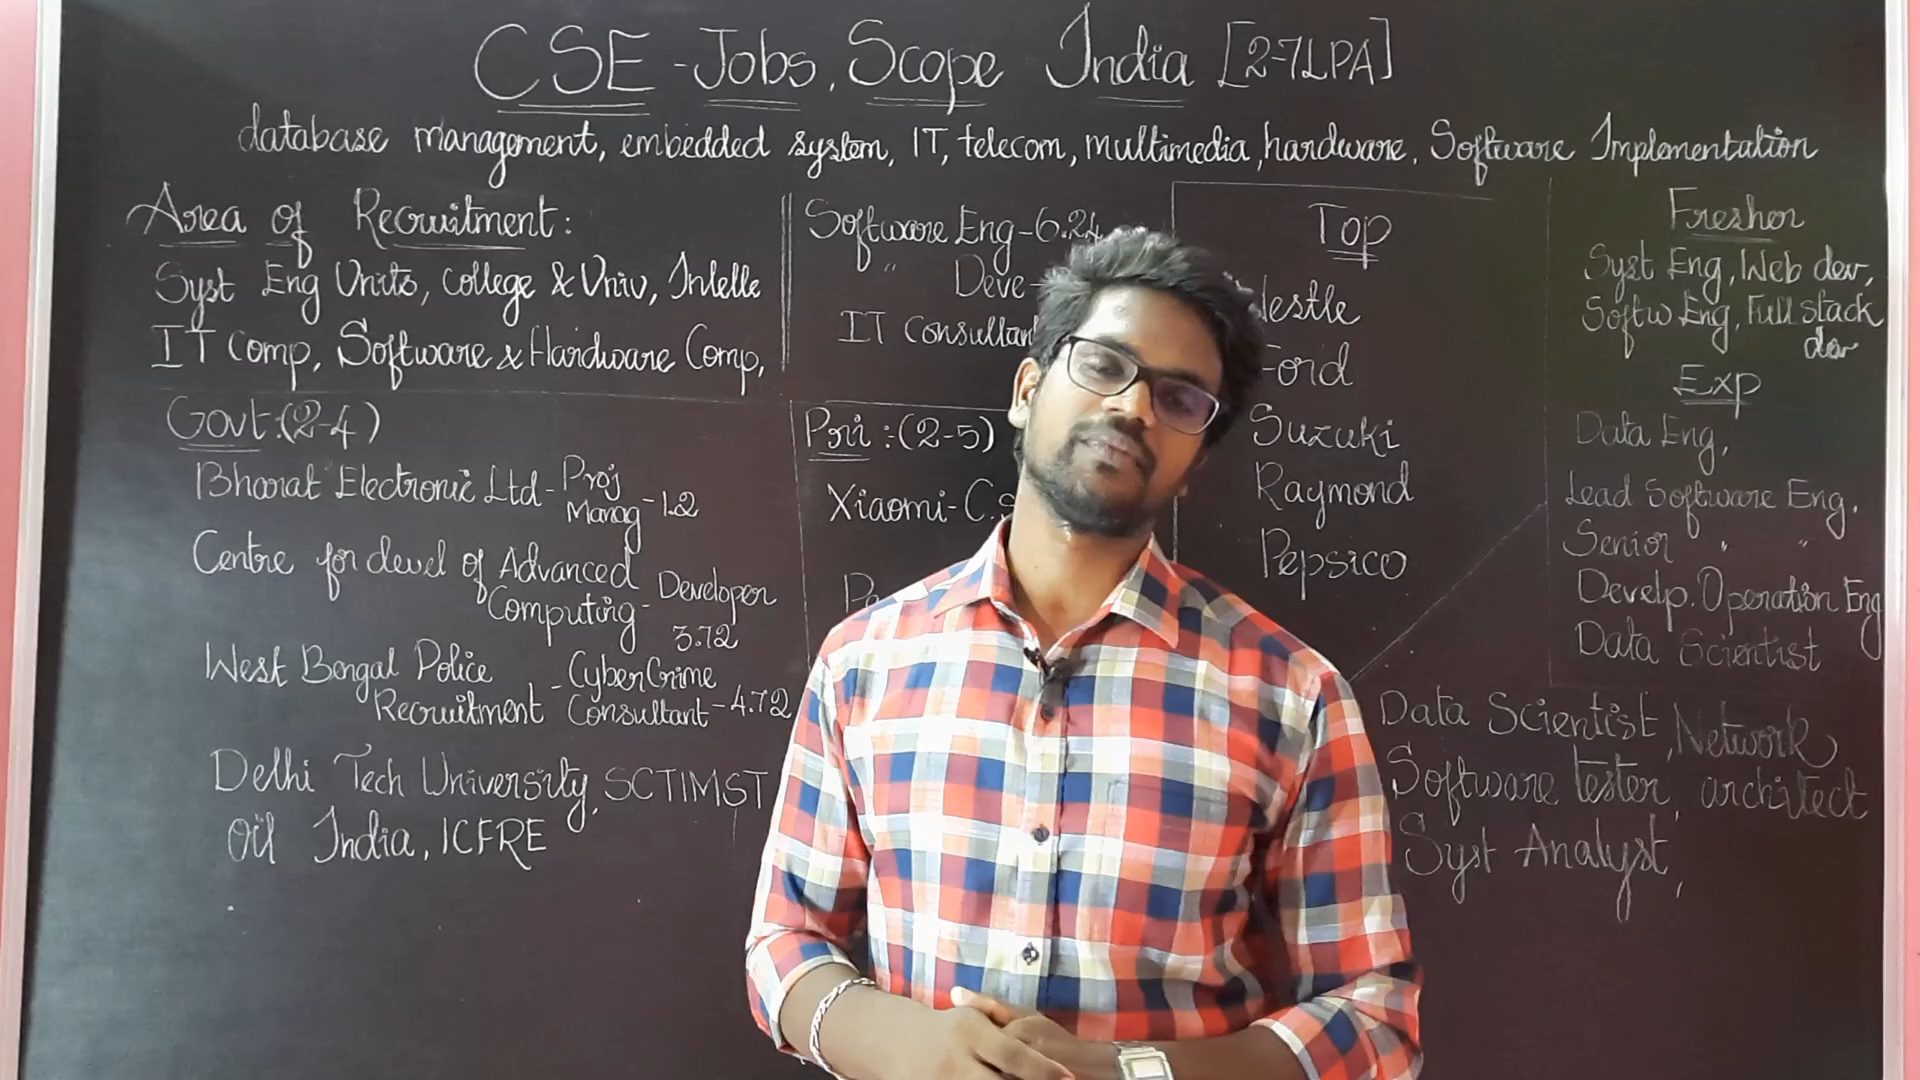 CSE - Jobs, Scope India [2-7LPA]
database management, embedded system, IT, telecom, multimedia, hardware, Software Implementation
Area of Recruitment:
Syst Eng Units, College & Univ, Intelle
IT Comp, Software & Hardware Comp,
Govt:(2-4)
Bharat Electronic Ltd - Proj
Manag - 1.2
Centre for devel of Advanced
Computing - Developer
3.72
West Bengal Police - CyberCrime
Recruitment Consultant - 4.72
Delhi Tech University, SCTIMST
Oil India, ICFRE
Software Eng - 6.24
" Deve -
IT Consultan
Pri :-(2-5)
Xiaomi - C.S
Top
Ford
Suzuki
Raymond
Pepsico
Fresher
Syst Eng, Web dev,
Softw Eng, Full stack
dev
Exp
Data Eng,
Lead Software Eng.
Senior " "
Develp. Operation Eng
Data Scientist
Data Scientist, Network
Software tester, architect
Syst Analyst,